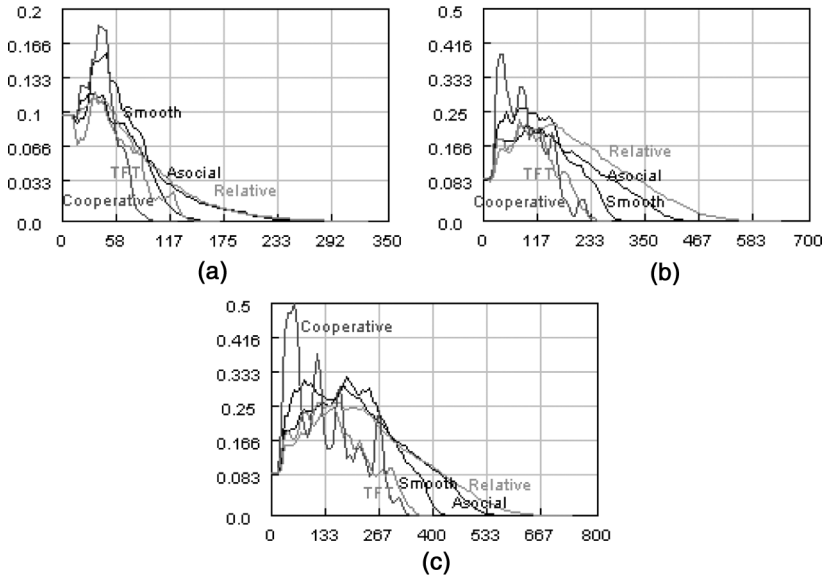 0.2
0.166
0.133
0.1
0.066
0.033
0.0
Smooth
TFT
Asocial
Cooperative
Relative
0 58 117 175 233 292 350
(a)
0.5
0.416
0.333
0.25
0.166
0.083
0.0
Relative
TFT
Asocial
Cooperative
Smooth
0 117 233 350 467 583 700
(b)
0.5
0.416
0.333
0.25
0.166
0.083
0.0
Cooperative
TFT
Smooth
Relative
Asocial
0 133 267 400 533 667 800
(c)